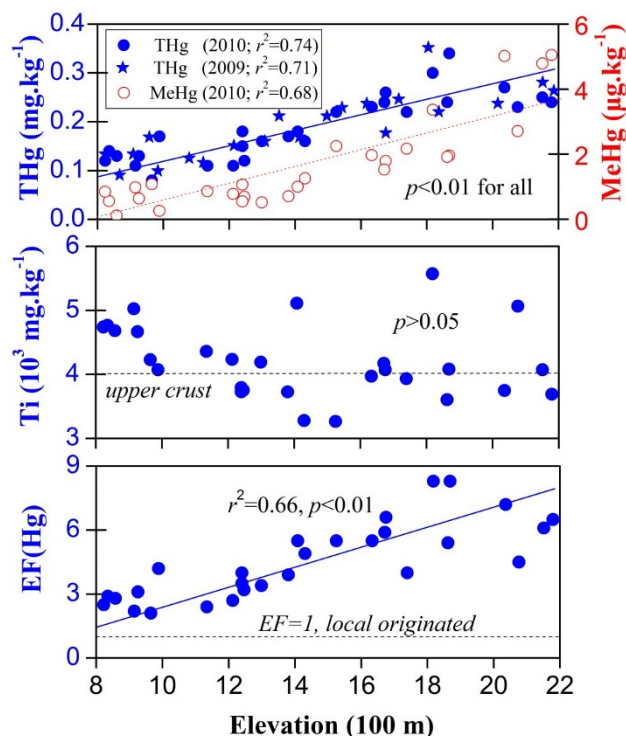 THg (2010; r²=0.74)
THg (2009; r²=0.71)
MeHg (2010; r²=0.68)
p<0.01 for all
THg (mg.kg⁻¹)
0.4
0.3
0.2
0.1
0.0
MeHg (µg.kg⁻¹)
6
4
2
0
Ti (10³ mg.kg⁻¹)
6
5
4
3
p>0.05
upper crust
EF(Hg)
9
6
3
0
r²=0.66, p<0.01
EF=1, local originated
8 10 12 14 16 18 20 22
Elevation (100 m)